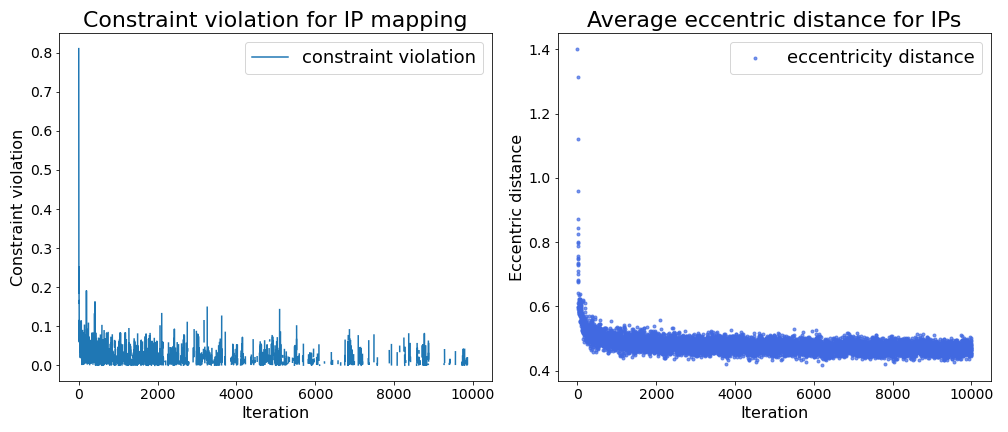 Constraint violation for IP mapping
constraint violation
0.8
0.7
0.6
0.5
0.4
0.3
0.2
0.1
0.0
Constraint violation
0 2000 4000 6000 8000 10000
Iteration
Average eccentric distance for IPs
eccentricity distance
1.4
1.2
1.0
0.8
0.6
0.4
Eccentric distance
0 2000 4000 6000 8000 10000
Iteration